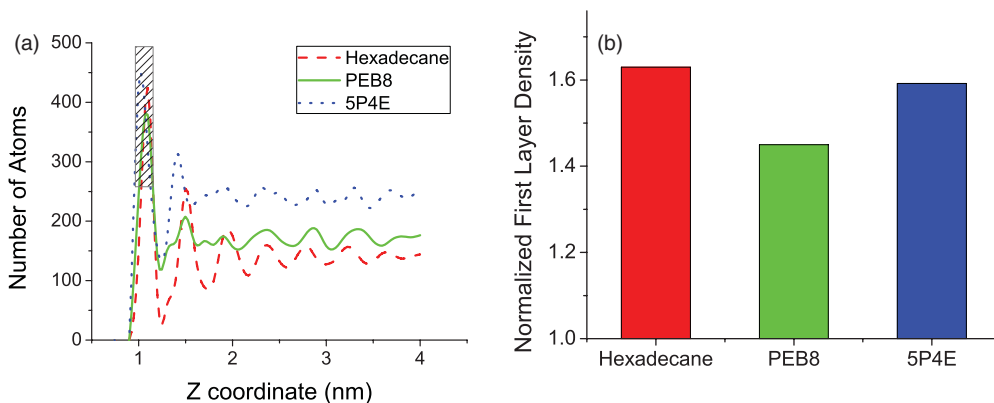 (a)
500
400
300
200
100
0
Number of Atoms
Hexadecane
PEB8
5P4E
1 2 3 4
Z coordinate (nm)
(b)
1.6
1.4
1.2
1.0
Normalized First Layer Density
Hexadecane PEB8 5P4E